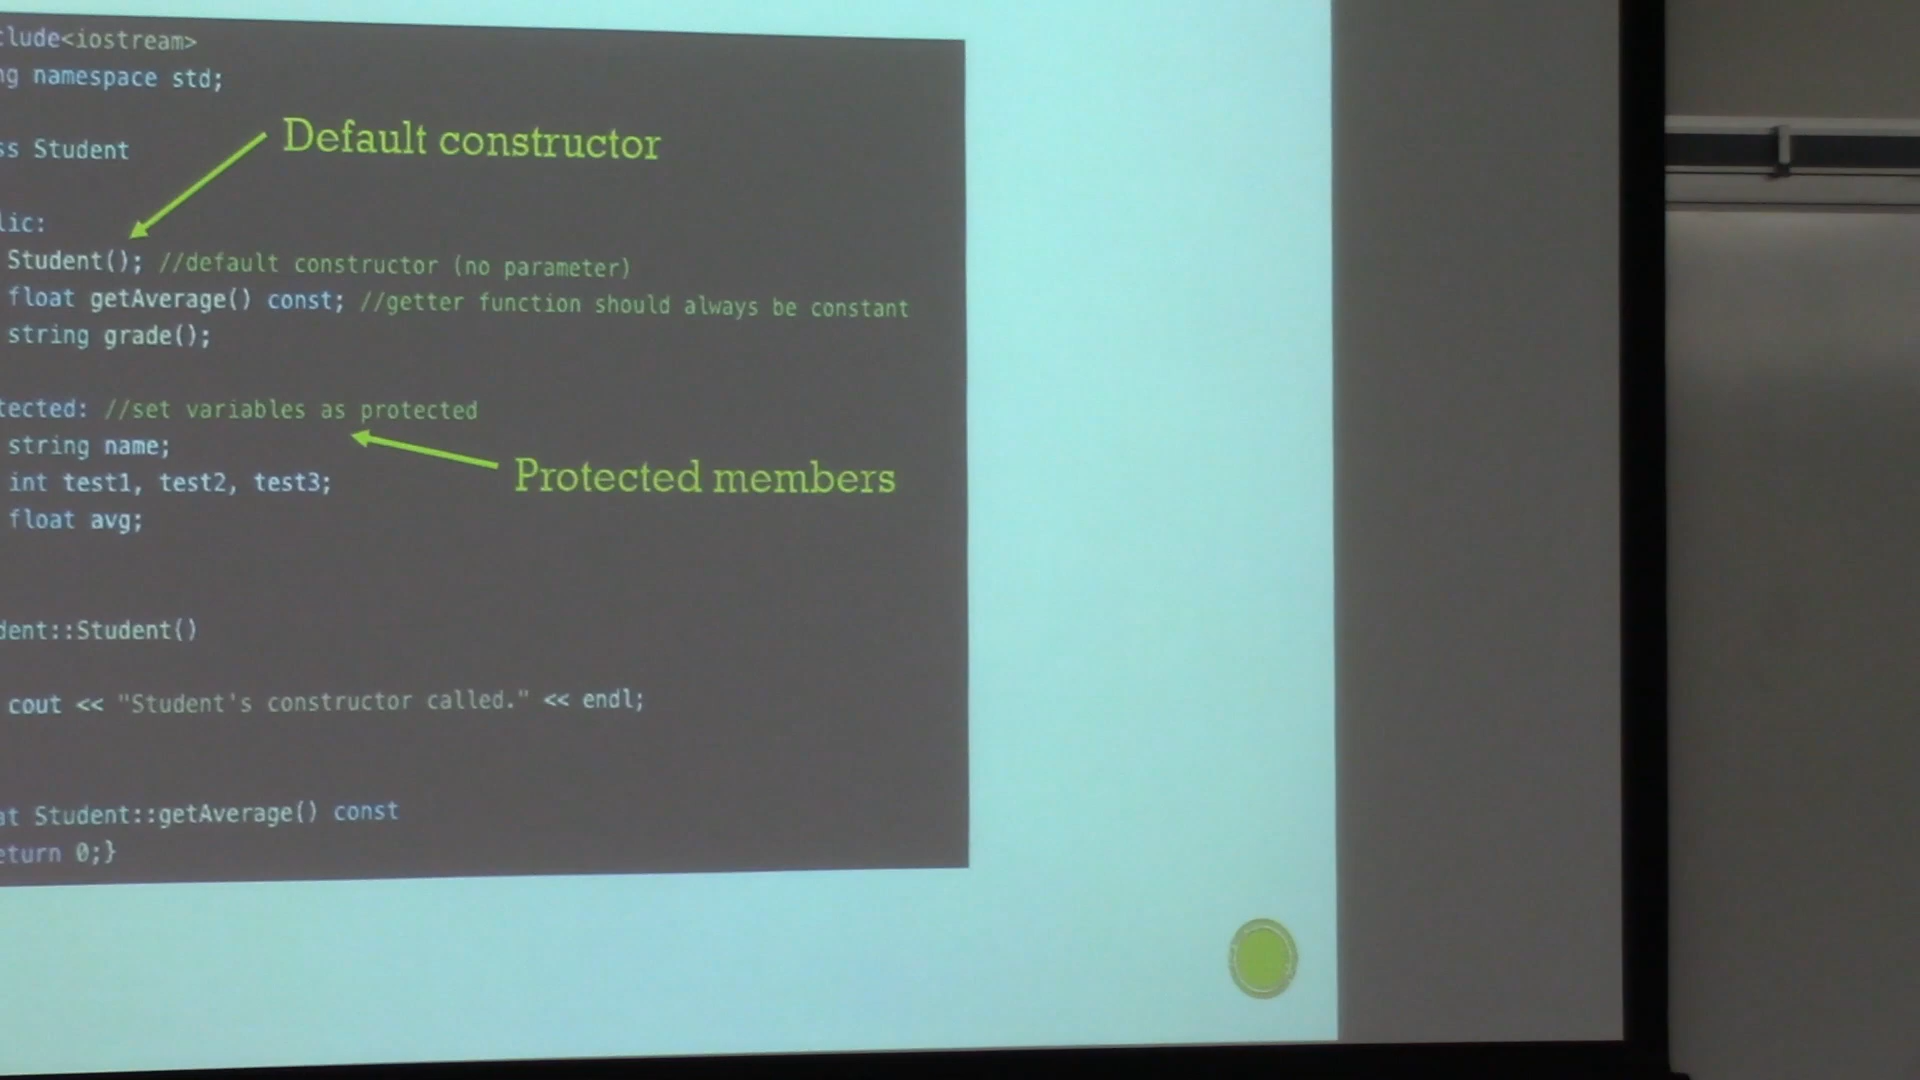 clude<iostream>
ng namespace std;
Default constructor
ss Student
lic:
Student(); //default constructor (no parameter)
float getAverage() const; //getter function should always be constant
string grade();
tected: //set variables as protected
string name;
Protected members
int test1, test2, test3;
float avg;
dent::Student()
cout << "Student's constructor called." << endl;
at Student::getAverage() const
eturn 0;}